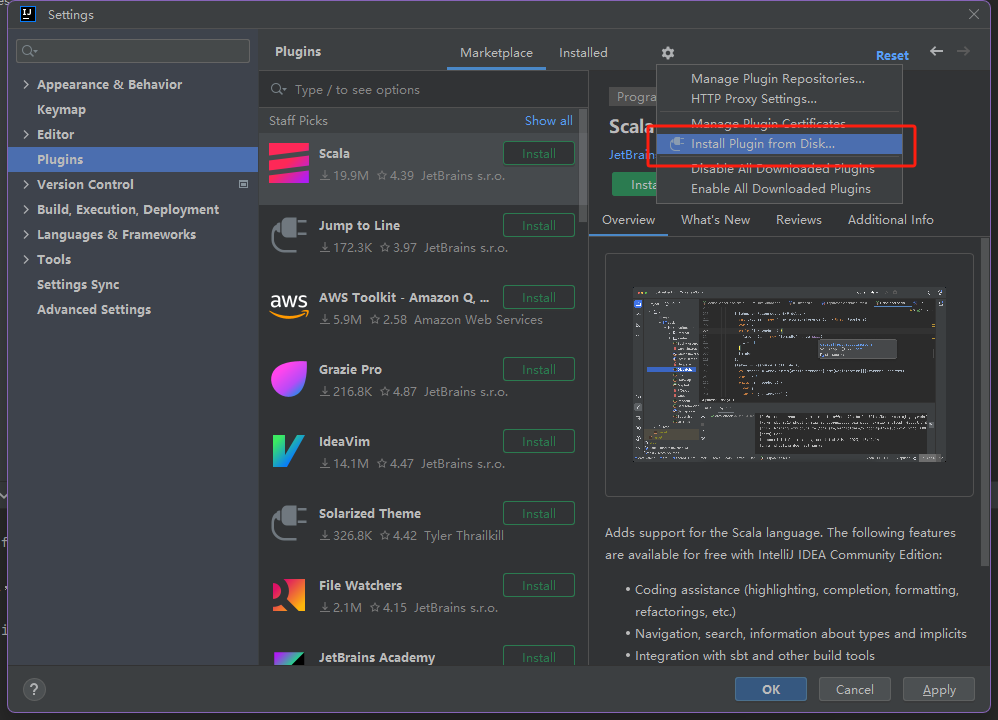 IJ
Settings
Plugins
Marketplace
Installed
Reset
Appearance & Behavior
Keymap
Editor
Plugins
Version Control
Build, Execution, Deployment
Languages & Frameworks
Tools
Settings Sync
Advanced Settings
Type / to see options
Staff Picks
Show all
Scala
Install
19.9M 4.39 JetBrains s.r.o.
Jump to Line
Install
172.3K 3.97 JetBrains s.r.o.
aws
AWS Toolkit - Amazon Q, ...
Install
5.9M 2.58 Amazon Web Services
Grazie Pro
Install
216.8K 4.87 JetBrains s.r.o.
IdeaVim
Install
14.1M 4.47 JetBrains s.r.o.
Solarized Theme
Install
326.8K 4.42 Tyler Thrailkill
File Watchers
Install
2.1M 4.15 JetBrains s.r.o.
JetBrains Academy
Install
Manage Plugin Repositories...
HTTP Proxy Settings...
Manage Plugin Certificates
Install Plugin from Disk...
Disable All Downloaded Plugins
Enable All Downloaded Plugins
Progra
Scala
JetBrain
Insta
Overview
What's New
Reviews
Additional Info
Adds support for the Scala language. The following features
are available for free with IntelliJ IDEA Community Edition:
• Coding assistance (highlighting, completion, formatting,
refactorings, etc.)
• Navigation, search, information about types and implicits
• Integration with sbt and other build tools
?
OK
Cancel
Apply